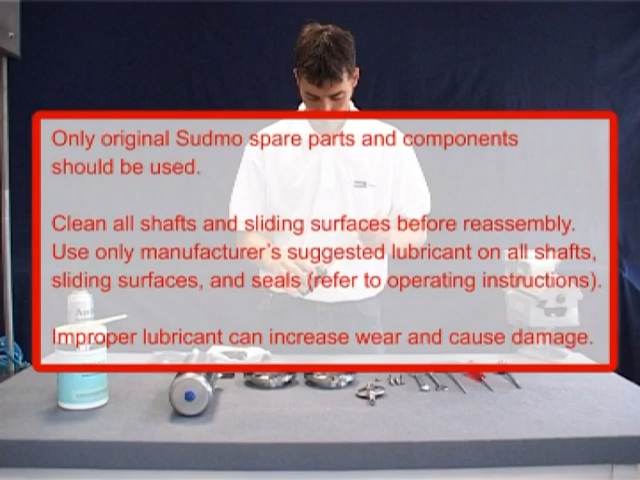 Only original Sudmo spare parts and components
should be used.
Clean all shafts and sliding surfaces before reassembly.
Use only manufacturer's suggested lubricant on all shafts,
sliding surfaces, and seals (refer to operating instructions).
Improper lubricant can increase wear and cause damage.